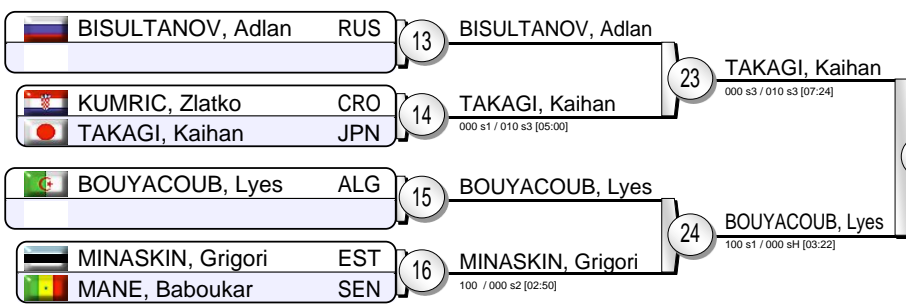 BISULTANOV, Adlan RUS
13
BISULTANOV, Adlan
KUMRIC, Zlatko CRO
TAKAGI, Kaihan JPN
14
TAKAGI, Kaihan
000 s1 / 010 s3 [05:00]
23
TAKAGI, Kaihan
000 s3 / 010 s3 [07:24]
BOUYACOUB, Lyes ALG
15
BOUYACOUB, Lyes
MINASKIN, Grigori EST
MANE, Baboukar SEN
16
MINASKIN, Grigori
100 / 000 s2 [02:50]
24
BOUYACOUB, Lyes
100 s1 / 000 sH [03:22]